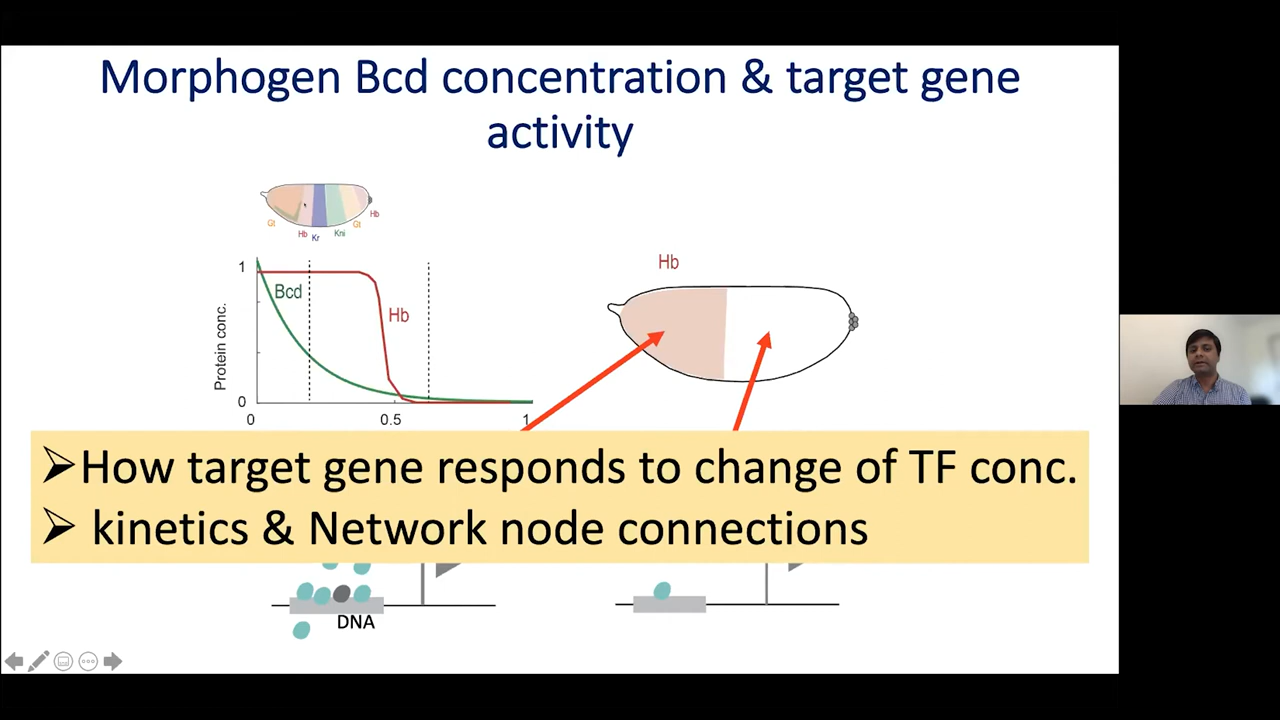 Morphogen Bcd concentration & target gene
activity
Gt
Hb
Kr
Kni
Gt
Hb
Protein conc.
1
0
Bcd
Hb
0
0.5
1
Hb
➢How target gene responds to change of TF conc.
➢ kinetics & Network node connections
DNA